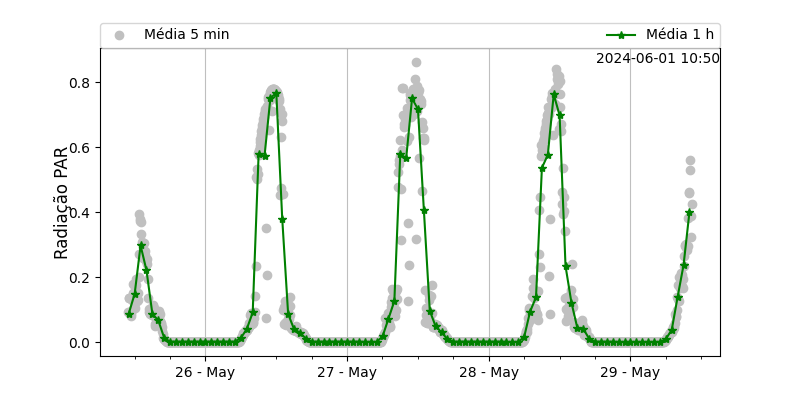 Média 5 min
Média 1 h
2024-06-01 10:50
Radiação PAR
0.8
0.6
0.4
0.2
0.0
26 - May
27 - May
28 - May
29 - May